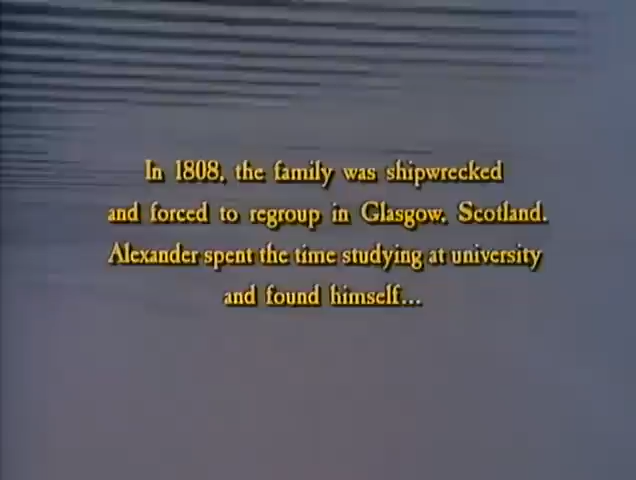 In 1808, the family was shipwrecked
and forced to regroup in Glasgow, Scotland.
Alexander spent the time studying at university
and found himself...